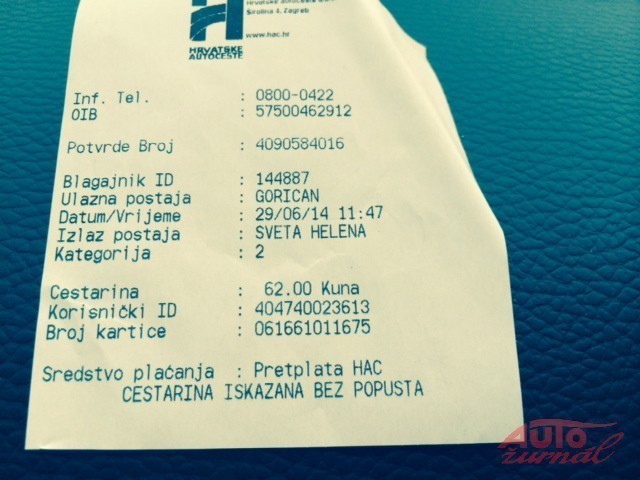 Hrvatske autoceste
Širolina 4, Zagreb
www.hac.hr
HRVATSKE
AUTOCESTE
Inf. Tel. : 0800-0422
OIB : 57500462912
Potvrde Broj : 4090584016
Blagajnik ID : 144887
Ulazna postaja : GORICAN
Datum/Vrijeme : 29/06/14 11:47
Izlaz postaja : SVETA HELENA
Kategorija : 2
Cestarina : 62.00 Kuna
Korisnički ID : 404740023613
Broj kartice : 061661011675
Sredstvo plaćanja : Pretplata HAC
CESTARINA ISKAZANA BEZ POPUSTA
AUTO
žurnál